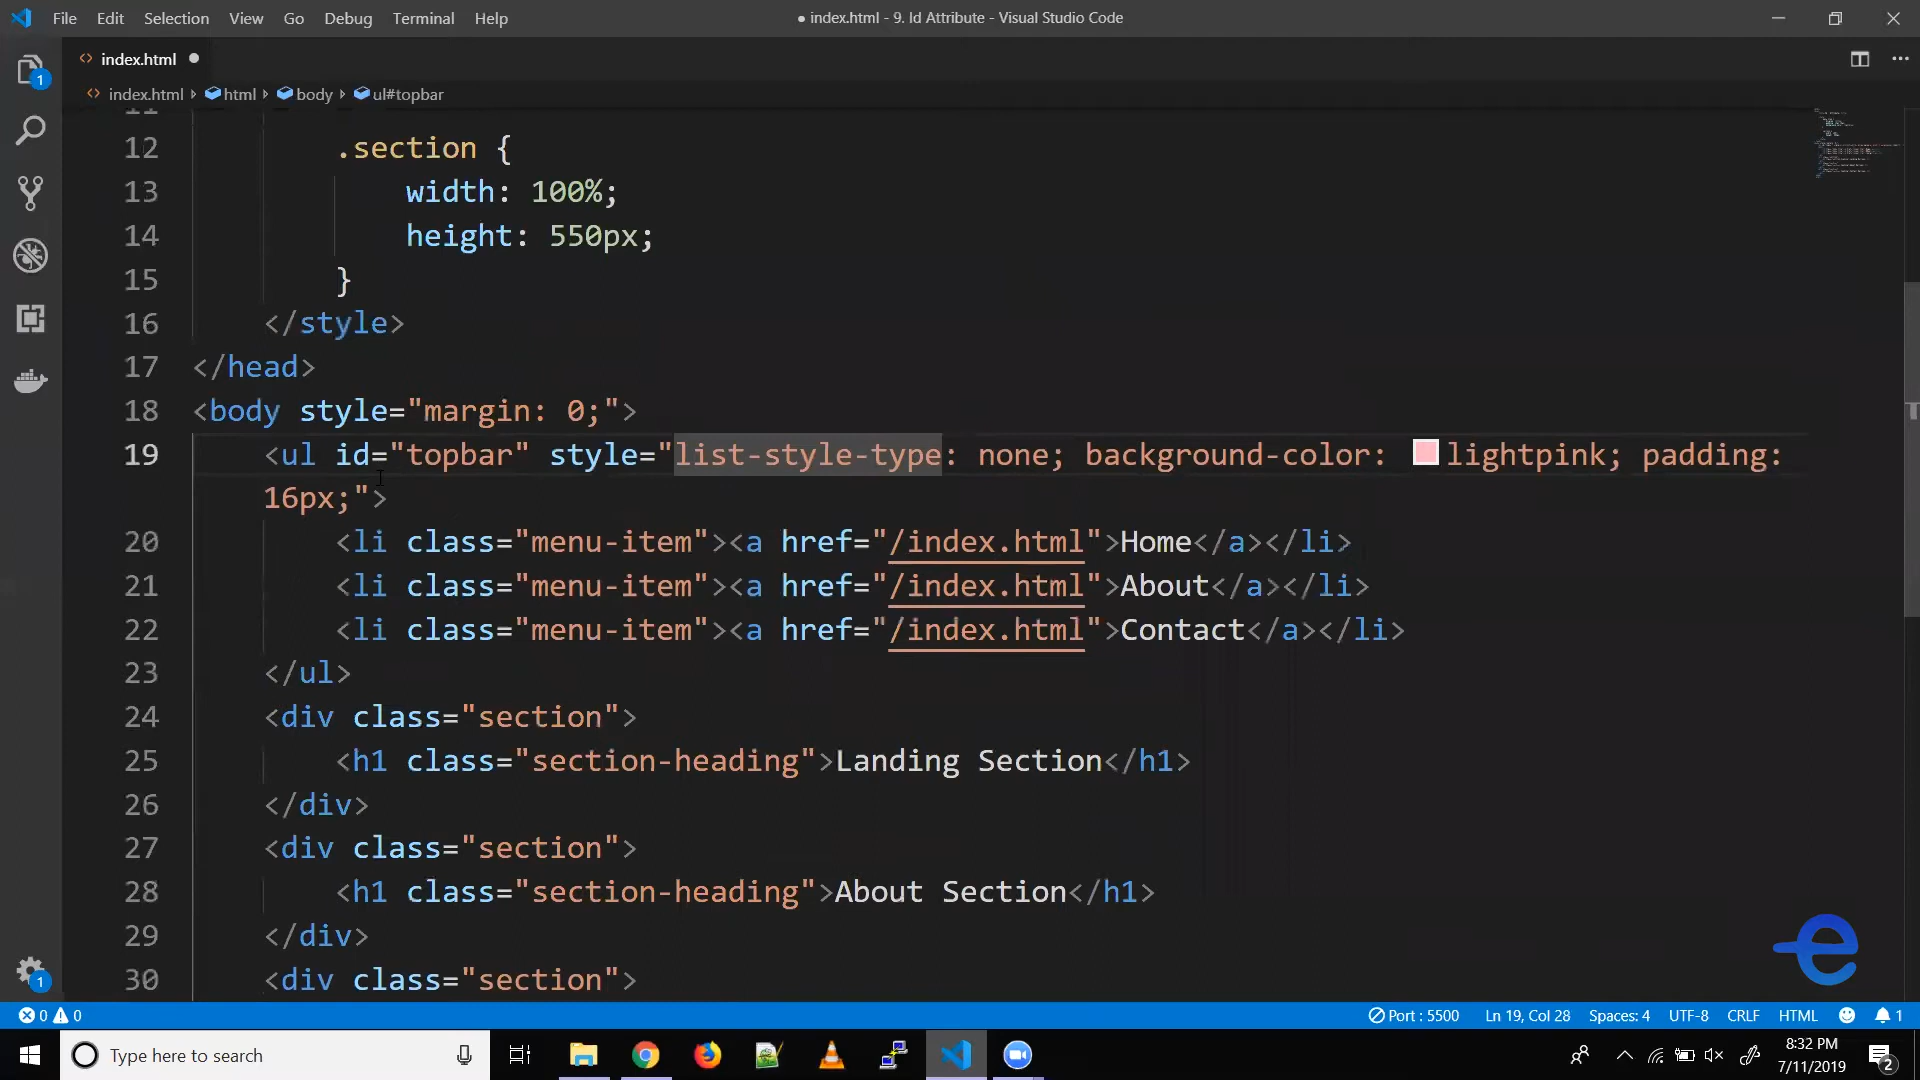 File Edit Selection View Go Debug Terminal Help
● index.html - 9. Id Attribute - Visual Studio Code
index.html
index.html › html › body › ul#topbar
12 .section {
13 width: 100%;
14 height: 550px;
15 }
16 </style>
17 </head>
18 <body style="margin: 0;">
19 <ul id="topbar" style="list-style-type: none; background-color: lightpink; padding:
16px;">
20 <li class="menu-item"><a href="/index.html">Home</a></li>
21 <li class="menu-item"><a href="/index.html">About</a></li>
22 <li class="menu-item"><a href="/index.html">Contact</a></li>
23 </ul>
24 <div class="section">
25 <h1 class="section-heading">Landing Section</h1>
26 </div>
27 <div class="section">
28 <h1 class="section-heading">About Section</h1>
29 </div>
30 <div class="section">
1
1
0 0 Port : 5500 Ln 19, Col 28 Spaces: 4 UTF-8 CRLF HTML 1
Type here to search
8:32 PM
7/11/2019
2